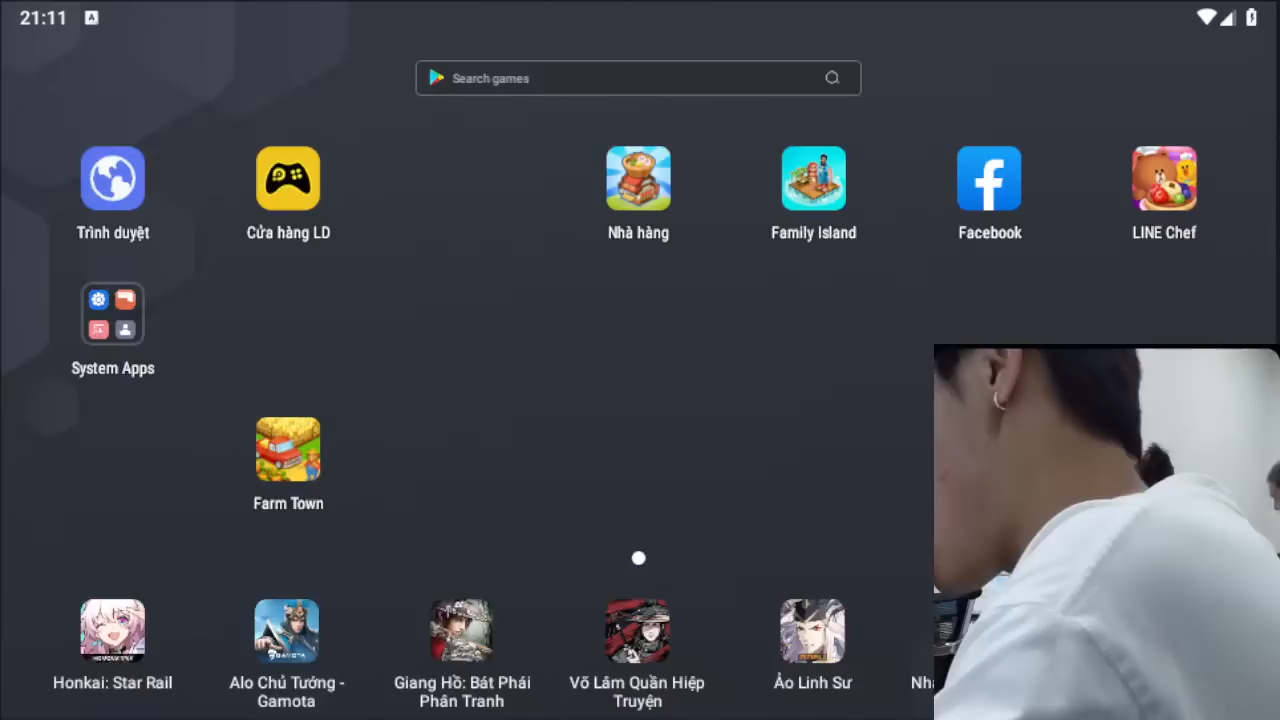 21:11
Search games
Trình duyệt
Cửa hàng LD
Nhà hàng
Family Island
Facebook
LINE Chef
System Apps
Farm Town
Honkai: Star Rail
Alo Chủ Tướng -
Gamota
Giang Hồ: Bát Phái
Phân Tranh
Võ Lâm Quần Hiệp
Truyện
Ảo Linh Sư